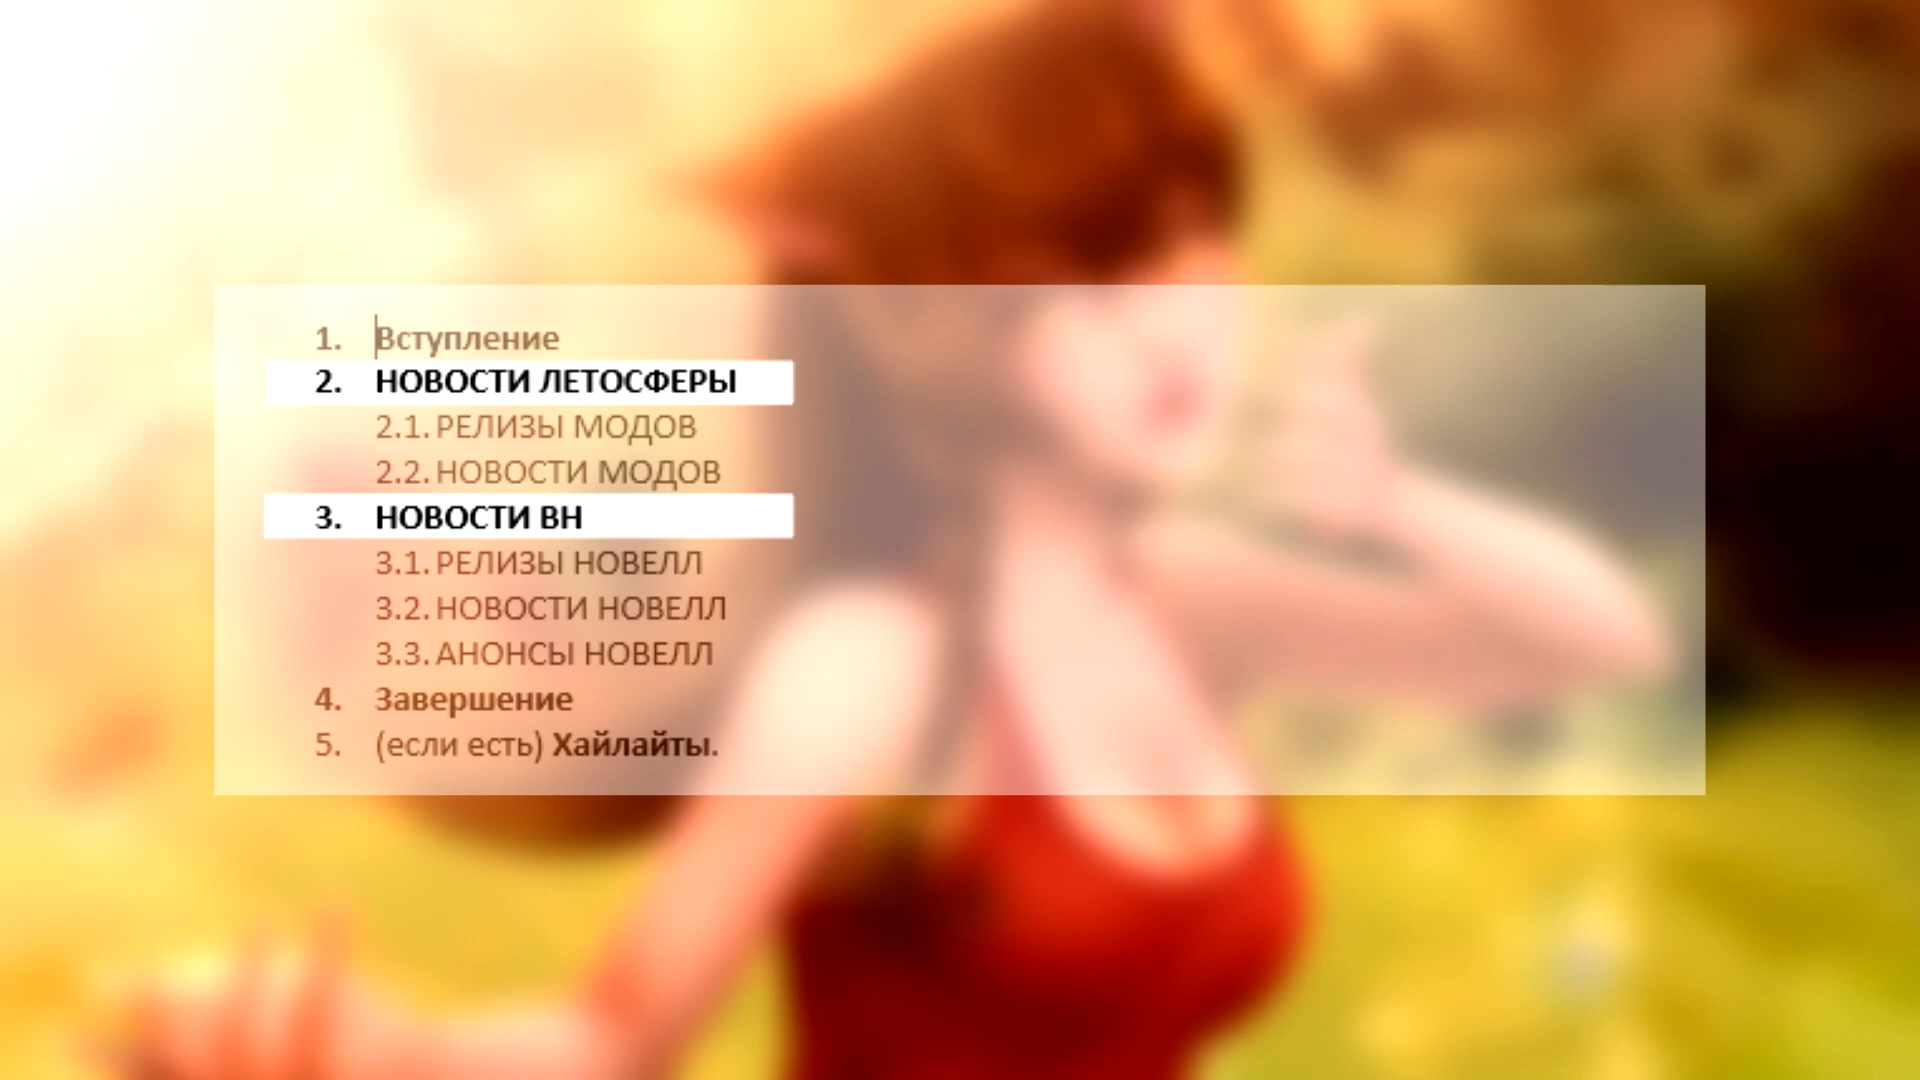 1. Вступление
2. НОВОСТИ ЛЕТОСФЕРЫ
2.1. РЕЛИЗЫ МОДОВ
2.2. НОВОСТИ МОДОВ
3. НОВОСТИ ВН
3.1. РЕЛИЗЫ НОВЕЛЛ
3.2. НОВОСТИ НОВЕЛЛ
3.3. АНОНСЫ НОВЕЛЛ
4. Завершение
5. (если есть) Хайлайты.